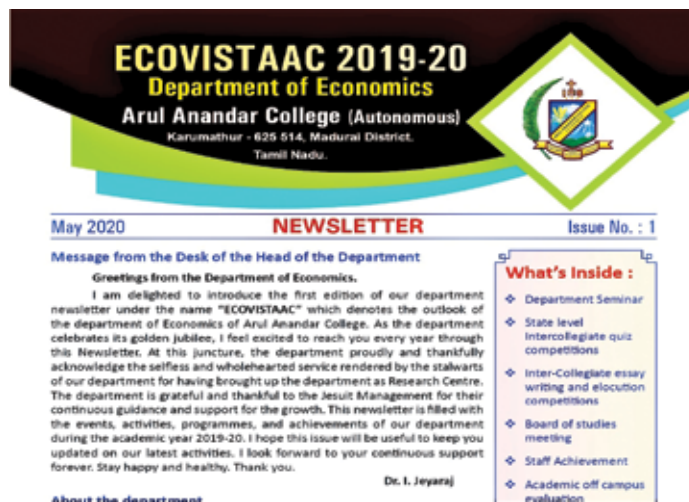 ECOVISTAAC 2019-20
Department of Economics
Arul Anandar College (Autonomous)
Karumathur - 625 514, Madurai District.
Tamil Nadu.
May 2020
NEWSLETTER
Issue No. : 1
Message from the Desk of the Head of the Department
Greetings from the Department of Economics.
I am delighted to introduce the first edition of our department
newsletter under the name "ECOVISTAAC" which denotes the outlook of
the department of Economics of Arul Anandar College. As the department
celebrates its golden jubilee, I feel excited to reach you every year through
this Newsletter. At this juncture, the department proudly and thankfully
acknowledge the selfless and wholehearted service rendered by the stalwarts
of our department for having brought up the department as Research Centre.
The department is grateful and thankful to the Jesuit Management for their
continuous guidance and support for the growth. This newsletter is filled with
the events, activities, programmes, and achievements of our department
during the academic year 2019-20. I hope this issue will be useful to keep you
updated on our latest activities. I look forward to your continuous support
forever. Stay happy and healthy. Thank you.
Dr. I. Jeyaraj
About the department
What's Inside :
❖ Department Seminar
❖ State level
Intercollegiate quiz
competitions
❖ Inter-Collegiate essay
writing and elocution
competitions
❖ Board of studies
meeting
❖ Staff Achievement
❖ Academic off campus
evaluation